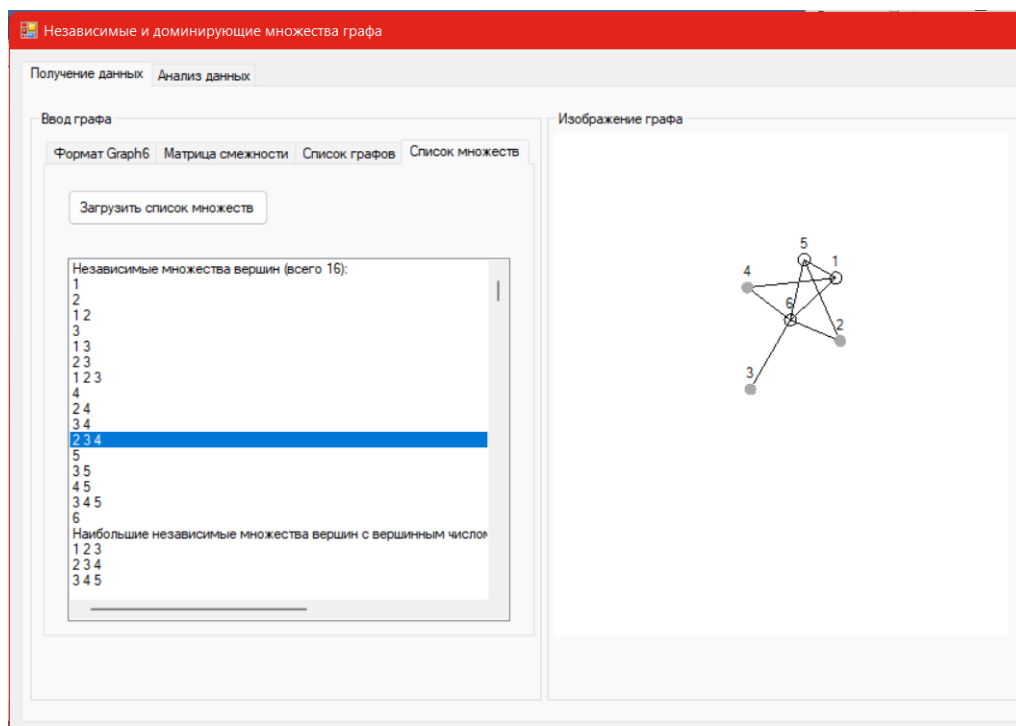 Независимые и доминирующие множества графа
Получение данных Анализ данных
Ввод графа
Формат Graph6 Матрица смежности Список графов Список множеств
Загрузить список множеств
Независимые множества вершин (всего 16):
1
2
1 2
3
1 3
2 3
1 2 3
4
2 4
3 4
2 3 4
5
3 5
4 5
3 4 5
6
Наибольшие независимые множества вершин с вершинным
1 2 3
2 3 4
3 4 5
Изображение графа
5
1
4
6
2
3